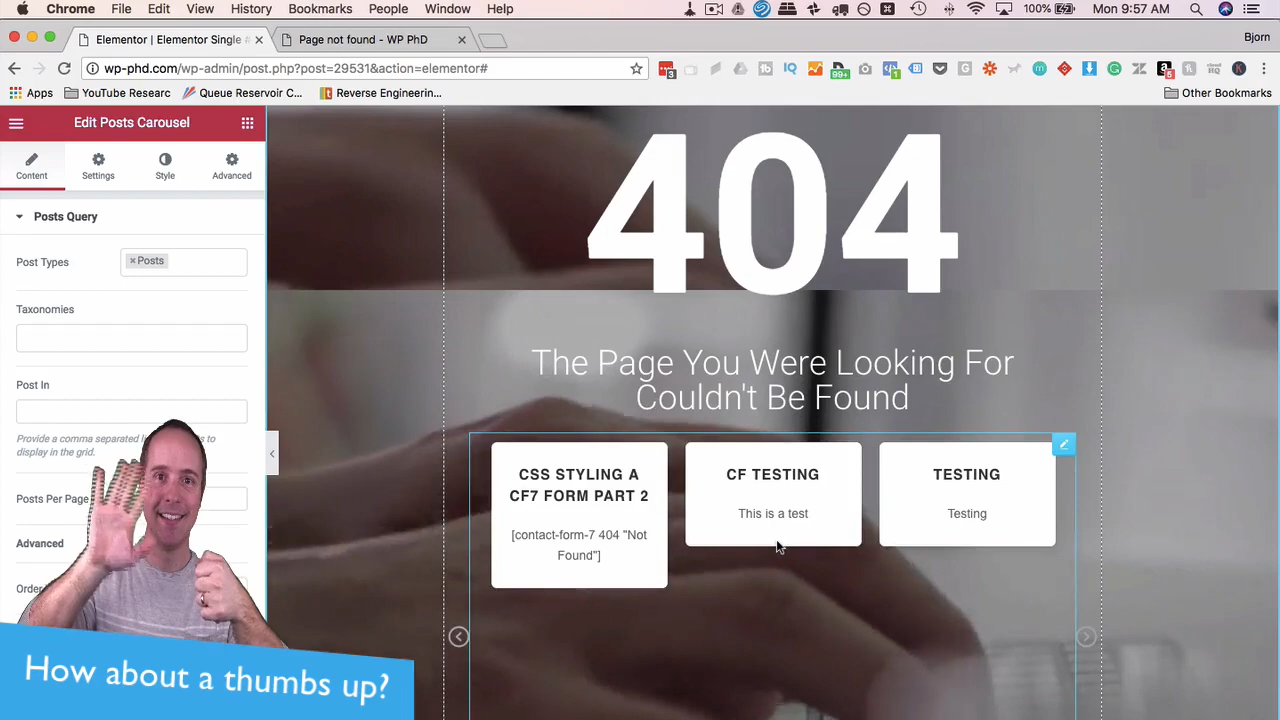 Chrome File Edit View History Bookmarks People Window Help 100% Mon 9:57 AM
Elementor | Elementor Single # Page not found - WP PhD Bjorn
wp-phd.com/wp-admin/post.php?post=29531&action=elementor#
Apps YouTube Researc Queue Reservoir C... Reverse Engineerin... Other Bookmarks
Edit Posts Carousel
Content Settings Style Advanced
Posts Query
Post Types × Posts
Taxonomies
Post In
Provide a comma separated
to
display in the grid.
Posts Per Page
Advanced
Order
404
The Page You Were Looking For
Couldn't Be Found
CSS STYLING A
CF7 FORM PART 2
[contact-form-7 404 "Not
Found"]
CF TESTING
This is a test
TESTING
Testing
How about a thumbs up?